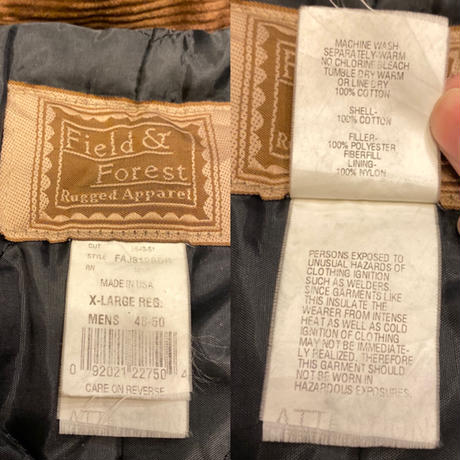 Field &
Forest
Rugged Apparel
CUT
STYLE
RN
MADE IN USA
X-LARGE REG.
MENS 48-50
0 92021 22750 4
CARE ON REVERSE
MACHINE WASH
SEPARATELY-WARM
NO CHLORINE BLEACH
TUMBLE DRY WARM
OR LINE DRY
100% COTTON
SHELL-
100% COTTON
FILLER-
100% POLYESTER
FIBERFILL
LINING-
100% NYLON
PERSONS EXPOSED TO
UNUSUAL HAZARDS OF
CLOTHING IGNITION
SUCH AS WELDERS.
SINCE GARMENTS LIKE
THIS INSULATE THE
WEARER FROM INTENSE
HEAT AS WELL AS COLD
IGNITION OF CLOTHING
MAY NOT BE IMMEDIATE-
LY REALIZED. THEREFORE
THIS GARMENT SHOULD
NOT BE WORN IN
HAZARDOUS EXPOSURES.